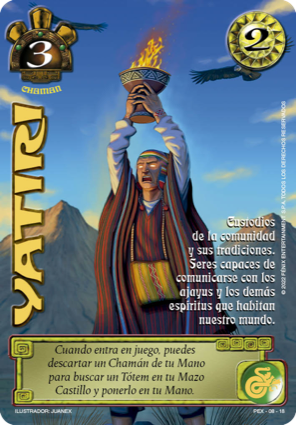 3
CHAMAN
2
YATIRI
Custodios
de la comunidad
y sus tradiciones.
Seres capaces de
comunicarse con los
ajayus y los demás
espíritus que habitan
nuestro mundo.
© 2022 FÉNIX ENTERTAINMENT S.P.A. TODOS LOS DERECHOS RESERVADOS
Cuando entra en juego, puedes
descartar un Chamán de tu Mano
para buscar un Tótem en tu Mazo
Castillo y ponerlo en tu Mano.
ILUSTRADOR: JUANEX
PEX - 08 - 18